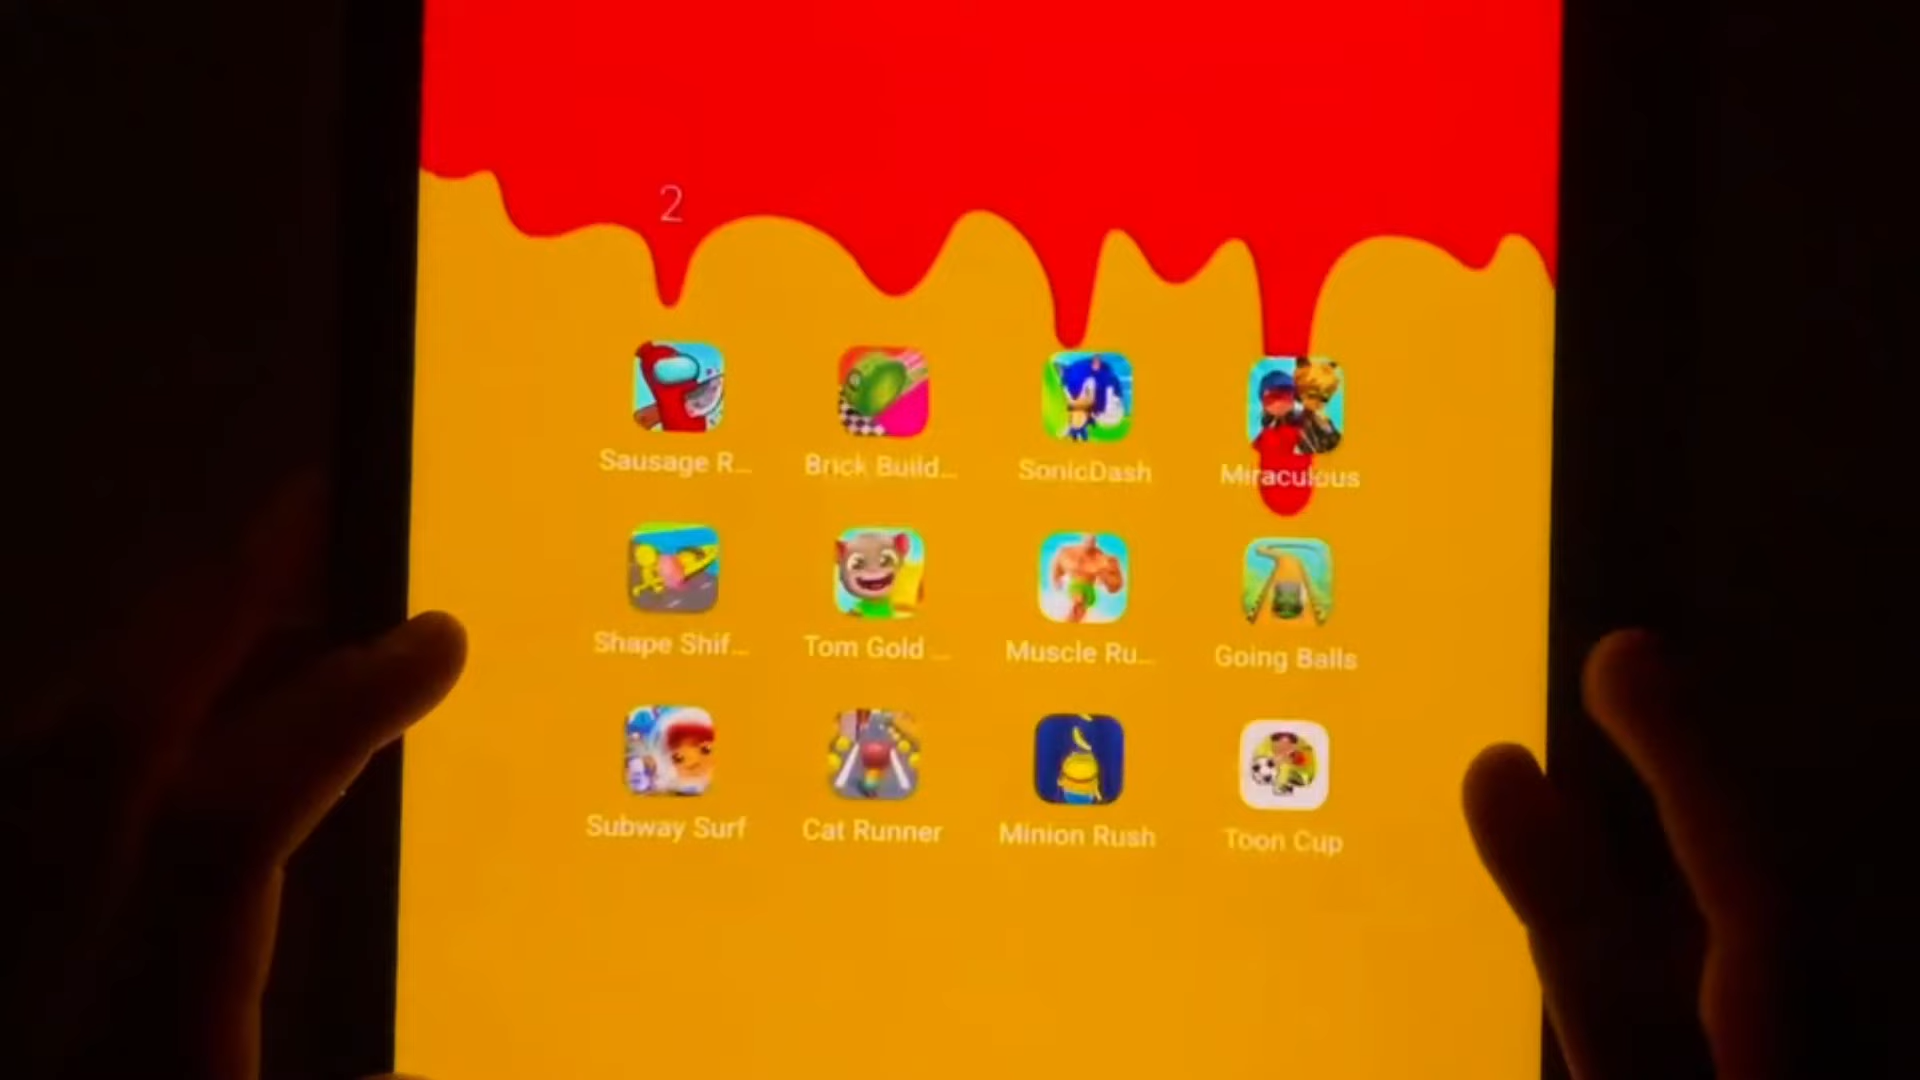 2
Sausage R...
Brick Build...
SonicDash
Miraculous
Shape Shif...
Tom Gold ...
Muscle Ru...
Going Balls
Subway Surf
Cat Runner
Minion Rush
Toon Cup